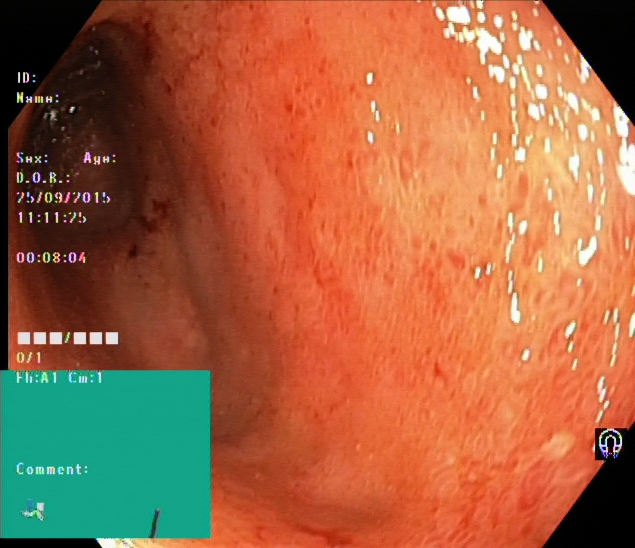 ID:
Name:
Sex: Age:
D.O.B.:
25/09/2015
11:11:25
00:08:04
/
0/1
Eh:A1 Cm:1
Comment: